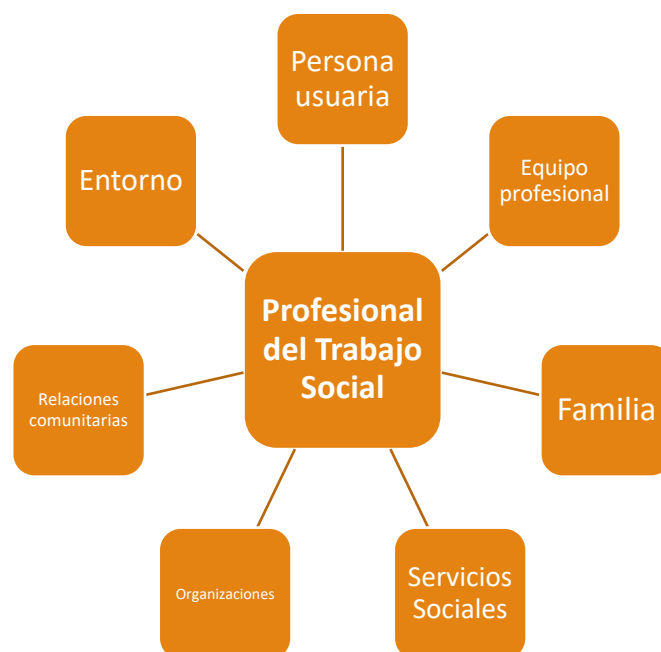 Persona
usuaria
Entorno
Equipo
profesional
Profesional
del Trabajo
Social
Relaciones
comunitarias
Familia
Organizaciones
Servicios
Sociales